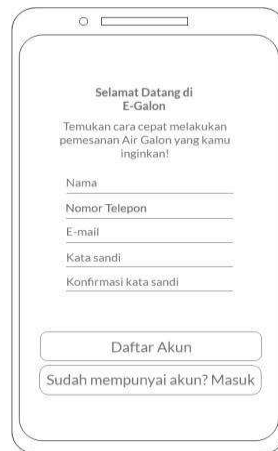 Selamat Datang di
E-Galon
Temukan cara cepat melakukan
pemesanan Air Galon yang kamu
inginkan!
Nama
Nomor Telepon
E-mail
Kata sandi
Konfirmasi kata sandi
Daftar Akun
Sudah mempunyai akun? Masuk